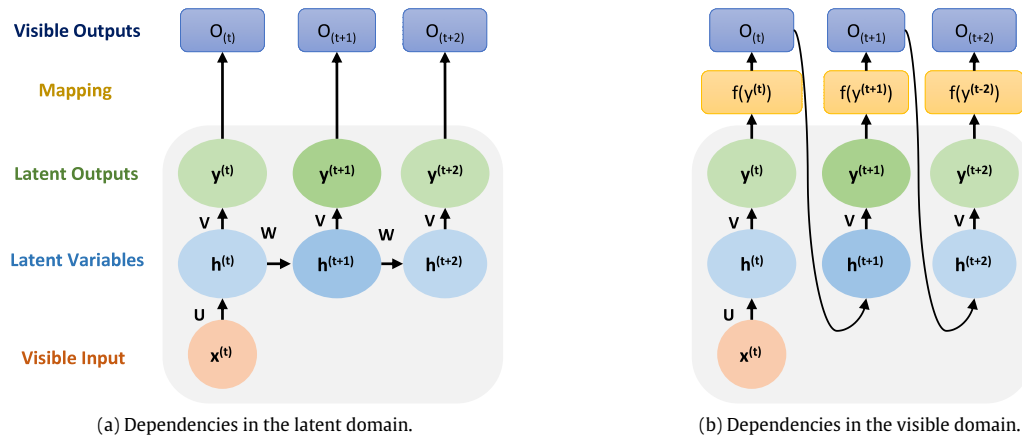 Visible Outputs O(t) O(t+1) O(t+2) O(t) O(t+1) O(t+2)
Mapping f(y(t)) f(y(t+1)) f(y(t-2))
Latent Outputs y(t) y(t+1) y(t+2) y(t) y(t+1) y(t+2)
V V V V V V
W W
Latent Variables h(t) h(t+1) h(t+2) h(t) h(t+1) h(t+2)
U U
Visible Input x(t) x(t)
(a) Dependencies in the latent domain. (b) Dependencies in the visible domain.